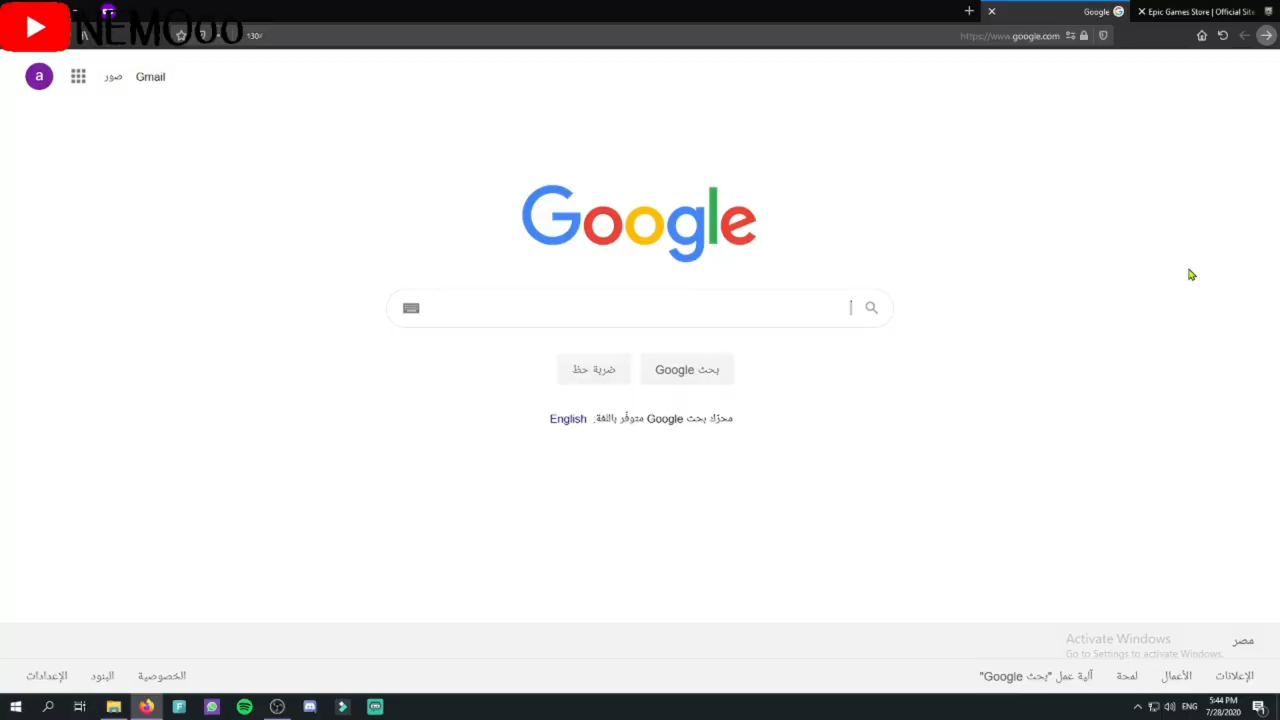 NEMOoo
Google
Epic Games Store | Official Site
130%
https://www.google.com
a
صور
Gmail
Google
بحث Google
ضربة حظ
محرّك بحث Google متوفّر باللغة: English
Activate Windows
Go to Settings to activate Windows.
مصر
الإعلانات
الأعمال
لمحة
آلية عمل "بحث Google"
الخصوصية
البنود
الإعدادات
ENG
5:44 PM
7/28/2020